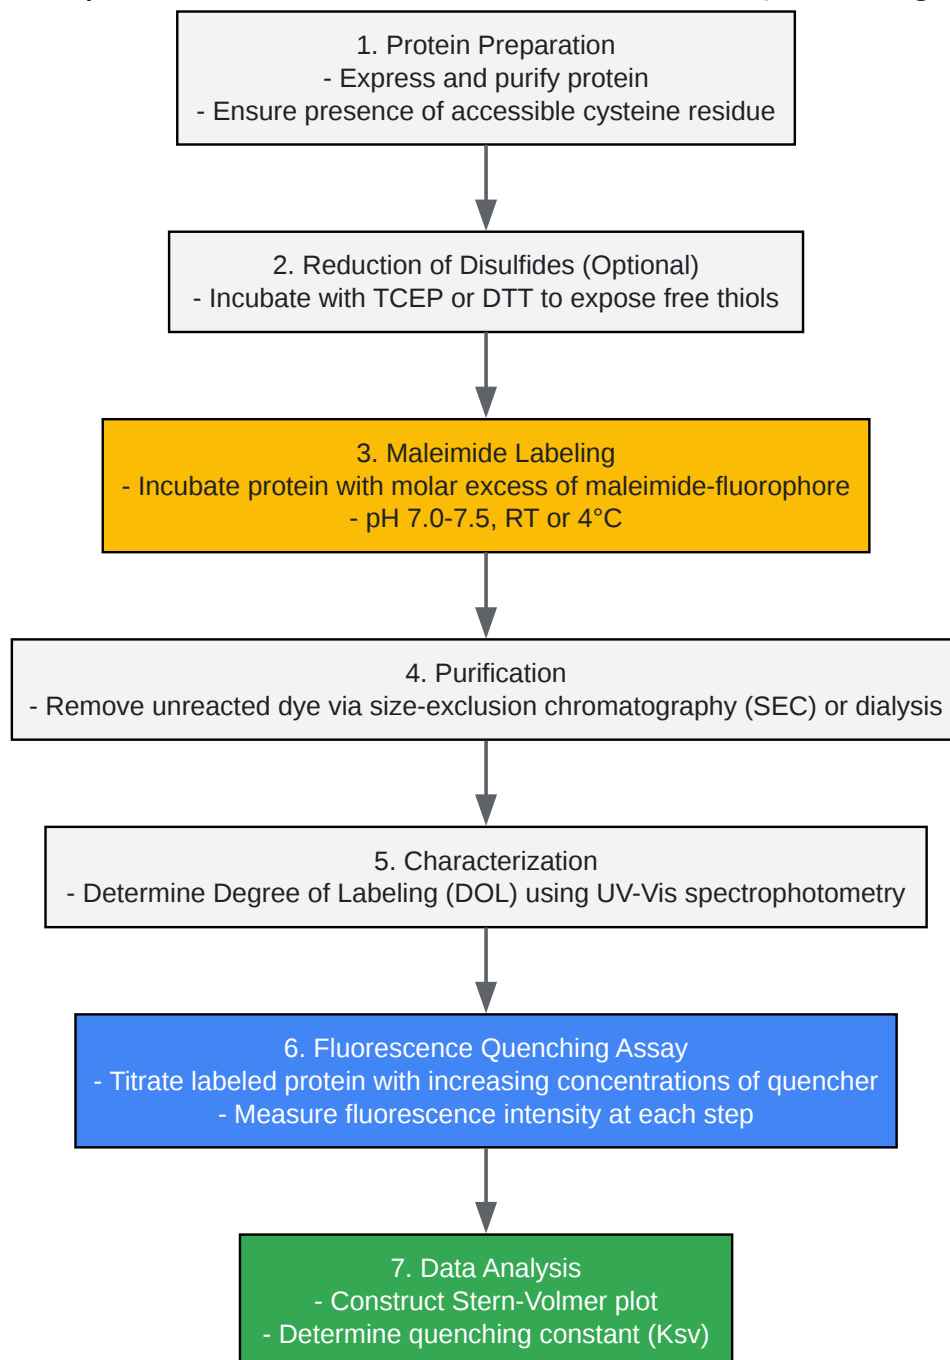 1. Protein Preparation
- Express and purify protein
- Ensure presence of accessible cysteine residue
2. Reduction of Disulfides (Optional)
- Incubate with TCEP or DTT to expose free thiols
3. Maleimide Labeling
- Incubate protein with molar excess of maleimide-fluorophore
- pH 7.0-7.5, RT or 4°C
4. Purification
- Remove unreacted dye via size-exclusion chromatography (SEC) or dialysis
5. Characterization
- Determine Degree of Labeling (DOL) using UV-Vis spectrophotometry
6. Fluorescence Quenching Assay
- Titrate labeled protein with increasing concentrations of quencher
- Measure fluorescence intensity at each step
7. Data Analysis
- Construct Stern-Volmer plot
- Determine quenching constant (Ksv)